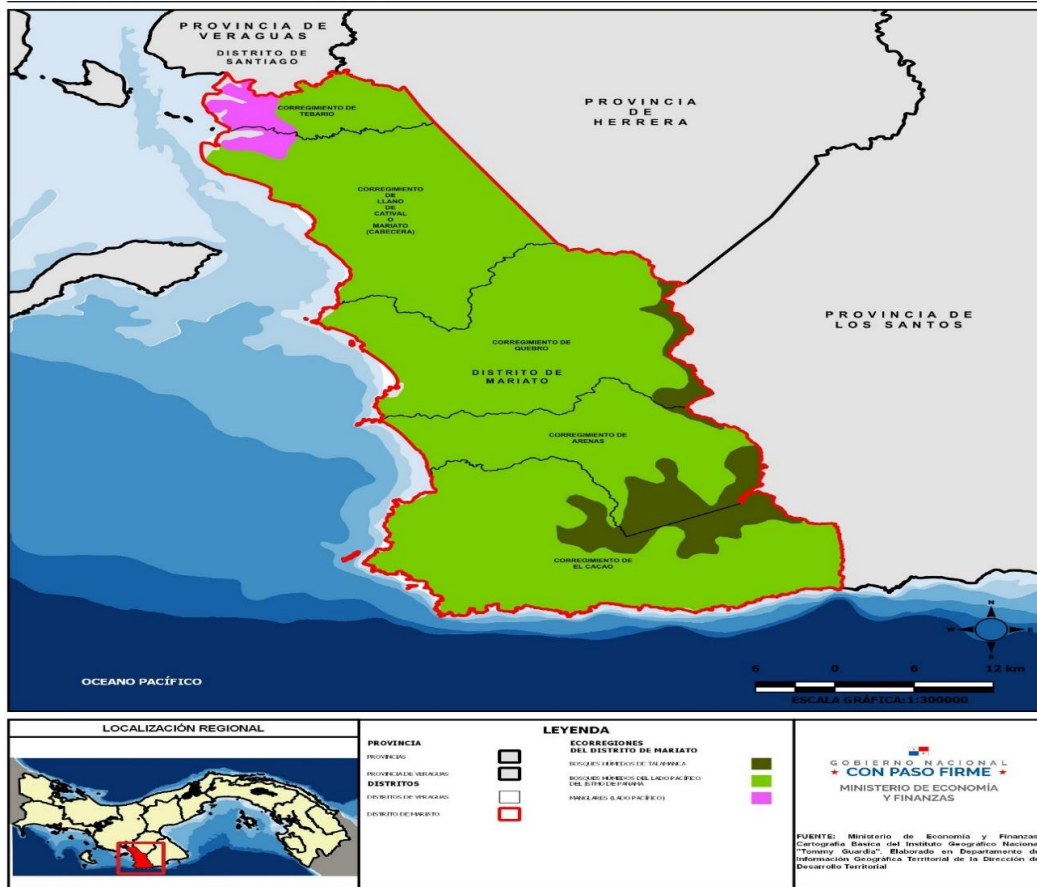 PROVINCIA DE
VERAGUAS
DISTRITO DE
SANTIAGO
PROVINCIA
DE
HERRERA
CORREGIMIENTO DE
TEBARIO
CORREGIMIENTO
DE
LLANO
DE
CATIVAL
O
MARIATO
(CABECERA)
PROVINCIA DE
LOS SANTOS
CORREGIMIENTO DE
QUEBRO
DISTRITO DE
MARIATO
CORREGIMIENTO DE
ARENAS
CORREGIMIENTO DE
EL CACAO
N
W
E
S
OCEANO PACÍFICO
6 0 6 12 km
ESCALA GRÁFICA:1:300000
LOCALIZACIÓN REGIONAL
LEYENDA
PROVINCIA
PROVINCIAS
PROVINCIA DE VERAGUAS
DISTRITOS
DISTRITOS DE VERAGUAS
DISTRITO DE MARIATO
ECORREGIONES
DEL DISTRITO DE MARIATO
BOSQUES HÚMEDOS DE TALAMANCA
BOSQUES HÚMEDOS DEL LADO PACÍFICO
DEL ISTMO DE PANAMÁ
MANGLARES (LADO PACÍFICO)
GOBIERNO NACIONAL
★ CON PASO FIRME ★
MINISTERIO DE ECONOMÍA
Y FINANZAS
FUENTE: Ministerio de Economía y Finanzas
Cartografía Básica del Instituto Geográfico Naciona
"Tommy Guardia". Elaborado en Departamento de
Información Geográfica Territorial de la Dirección de
Desarrollo Territorial